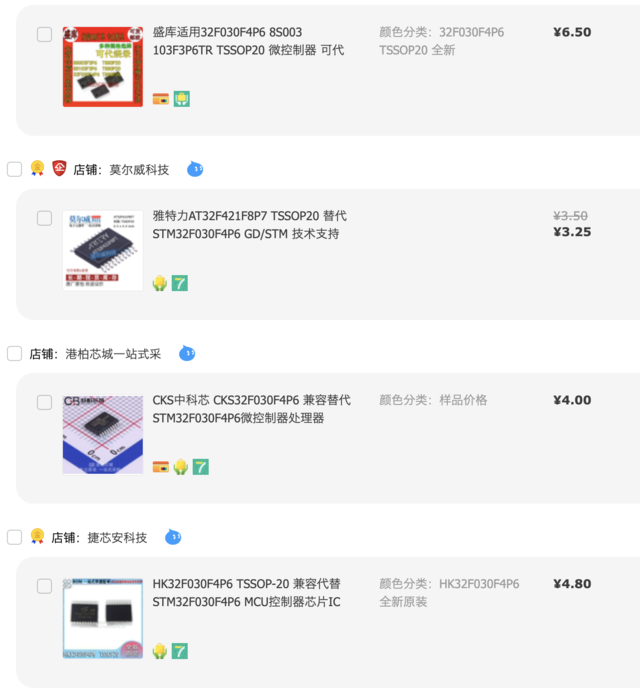 盛库适用32F030F4P6 8S003
103F3P6TR TSSOP20 微控制器 可代
颜色分类：32F030F4P6
TSSOP20 全新
¥6.50
店铺：莫尔威科技
雅特力AT32F421F8P7 TSSOP20 替代
STM32F030F4P6 GD/STM 技术支持
¥3.50
¥3.25
店铺：港柏芯城一站式采
CKS中科芯 CKS32F030F4P6 兼容替代
STM32F030F4P6微控制器处理器
颜色分类：样品价格
¥4.00
店铺：捷芯安科技
HK32F030F4P6 TSSOP-20 兼容代替
STM32F030F4P6 MCU控制器芯片IC
颜色分类：HK32F030F4P6
全新原装
¥4.80